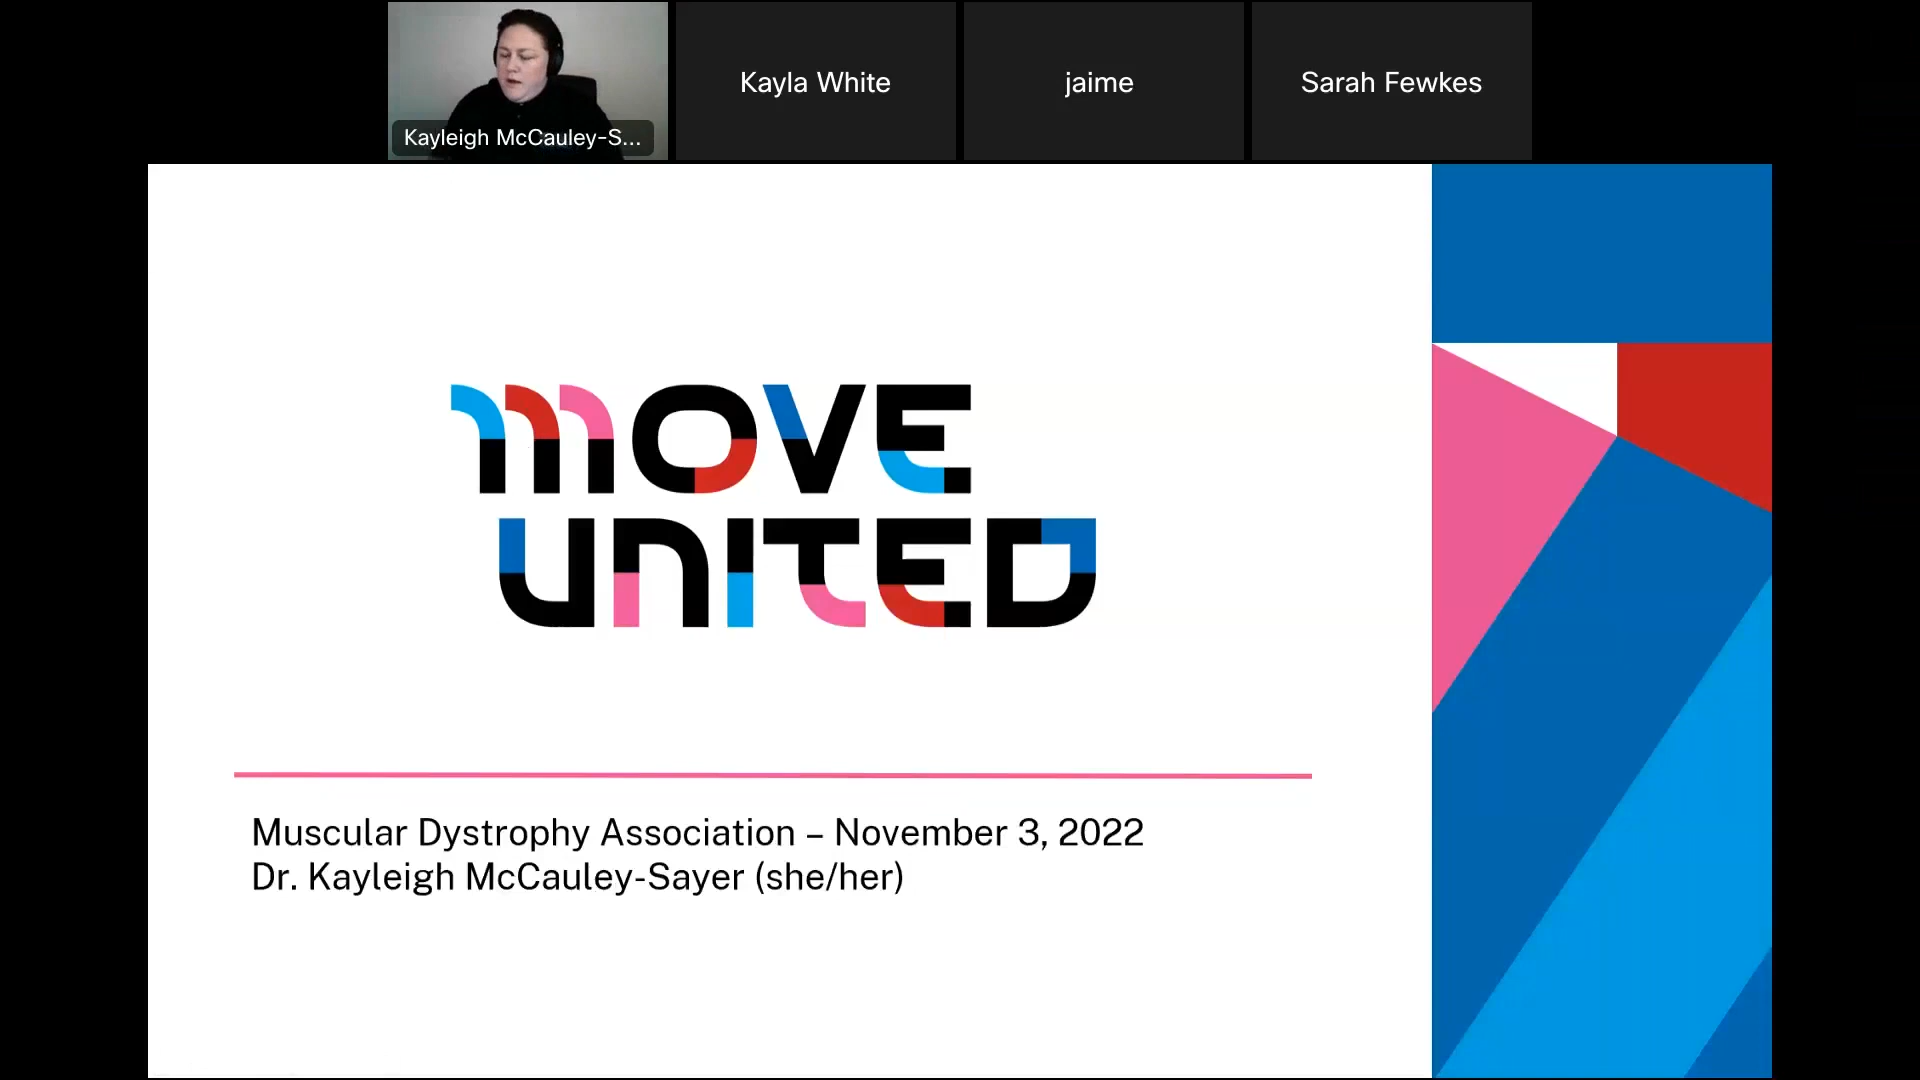 Kayleigh McCauley-S...
Kayla White
jaime
Sarah Fewkes
MOVE
UNITED
Muscular Dystrophy Association – November 3, 2022
Dr. Kayleigh McCauley-Sayer (she/her)